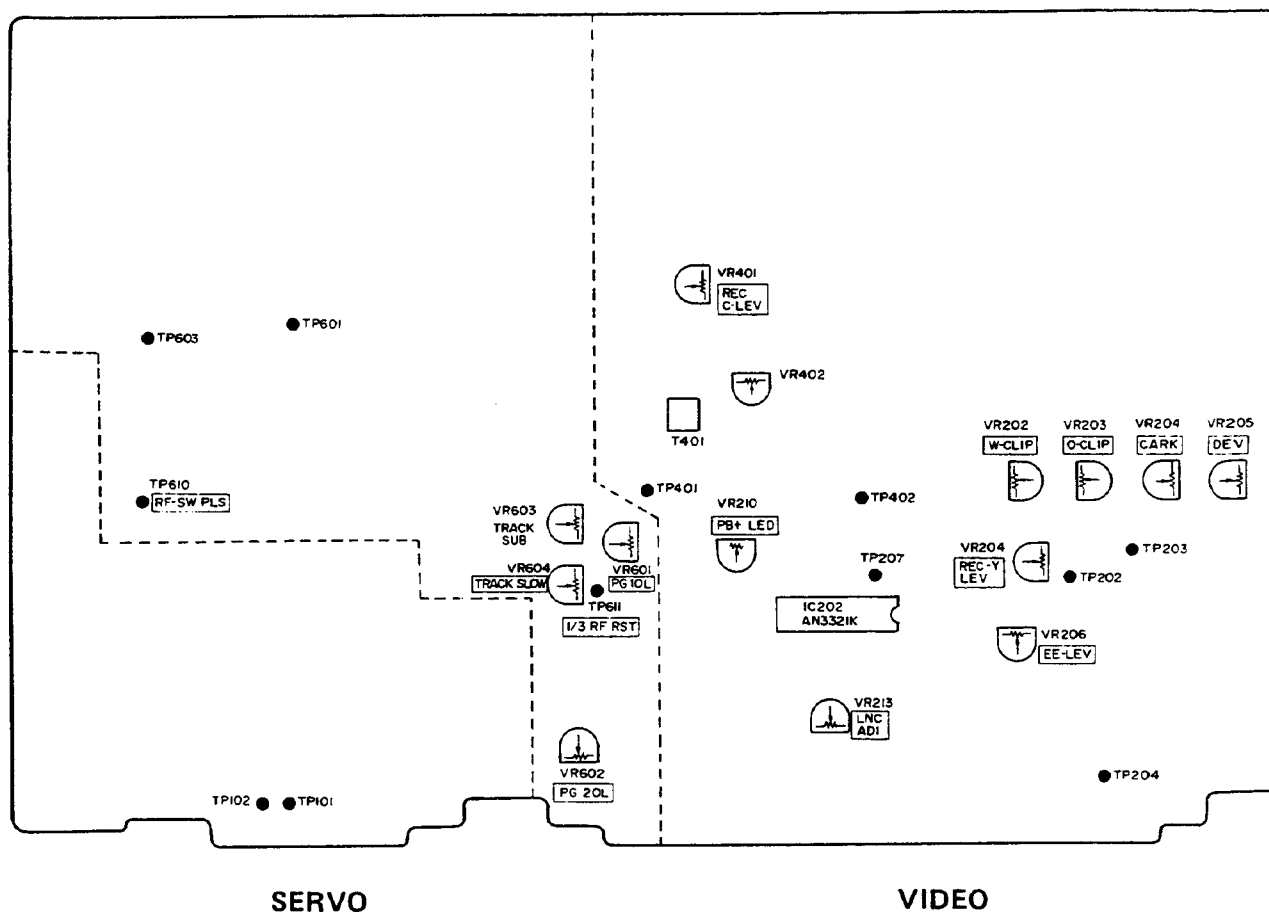 VR401
REC
C-LEV
TP603
TP601
VR402
T401
VR202
W-CLIP
VR203
O-CLIP
VR204
CARK
VR205
DEV
TP610
RF-SW PLS
TP401
TP402
VR603
TRACK
SUB
VR210
PB+ LED
VR604
TRACK SLOW
VR601
PG 10L
TP611
1/3 RF RST
TP207
IC202
AN3321K
VR204
REC-Y
LEV
TP202
TP203
VR206
EE-LEV
VR213
LNC
ADI
VR602
PG 20L
TP204
TP102
TP101
SERVO
VIDEO